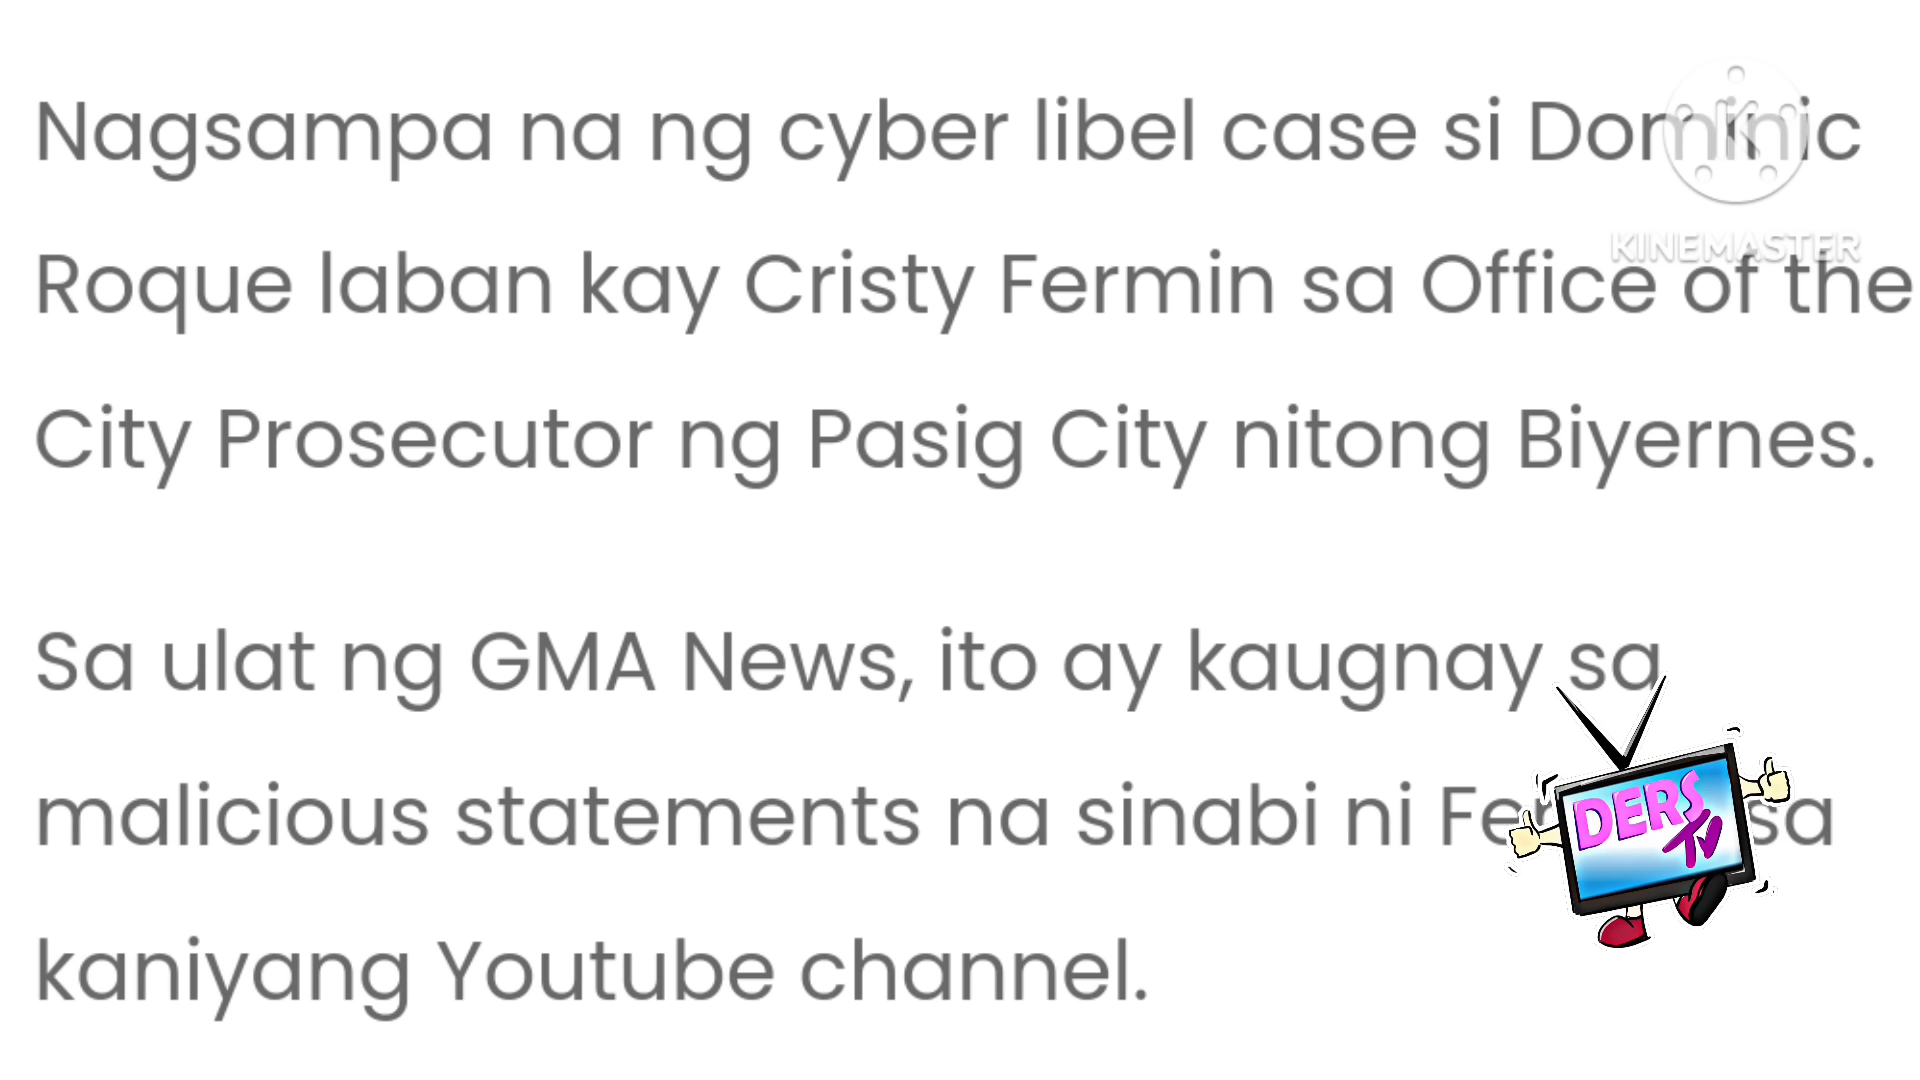 Nagsampa na ng cyber libel case si Dominic
KINEMASTER
Roque laban kay Cristy Fermin sa Office of the
City Prosecutor ng Pasig City nitong Biyernes.
Sa ulat ng GMA News, ito ay kaugnay sa
malicious statements na sinabi ni sa
DERS
TV
kaniyang Youtube channel.